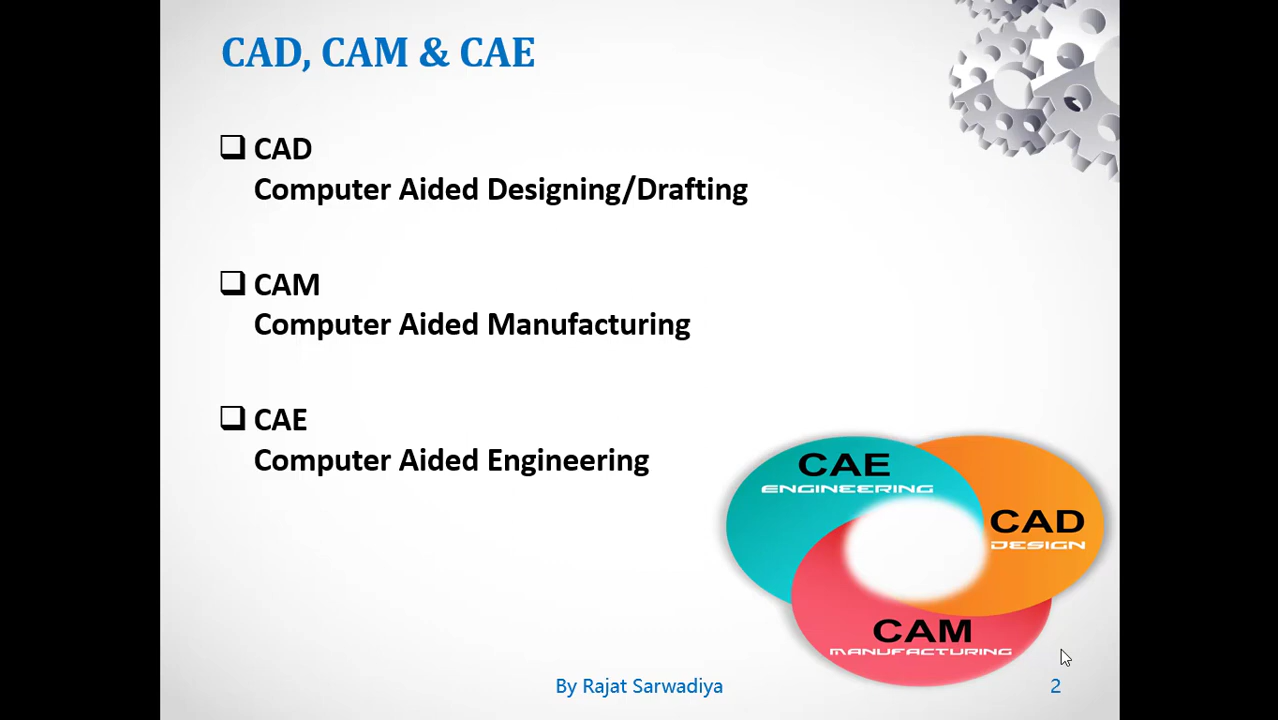 CAD, CAM & CAE
❑ CAD
Computer Aided Designing/Drafting
❑ CAM
Computer Aided Manufacturing
❑ CAE
Computer Aided Engineering
CAE
ENGINEERING
CAD
DESIGN
CAM
MANUFACTURING
By Rajat Sarwadiya
2